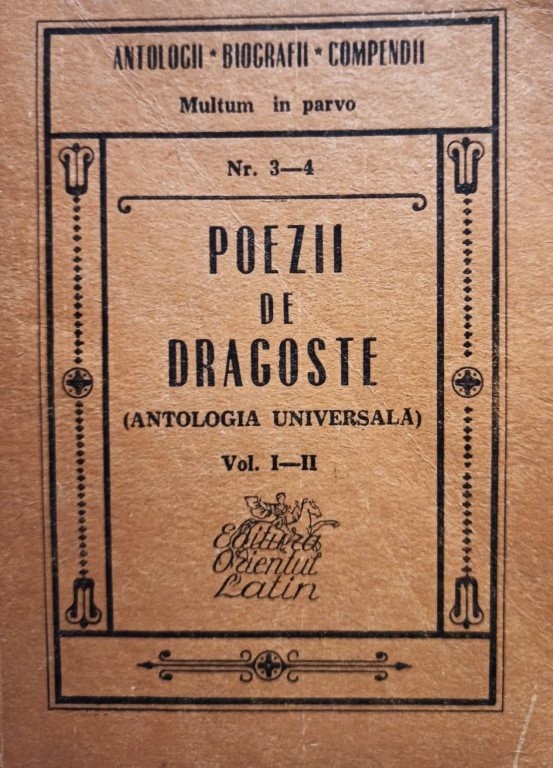 ANTOLOGII * BIOGRAFII * COMPENDII
Multum in parvo
Nr. 3—4
POEZII
DE
DRAGOSTE
(ANTOLOGIA UNIVERSALĂ)
Vol. I—II
Editura
Orientul
Latin